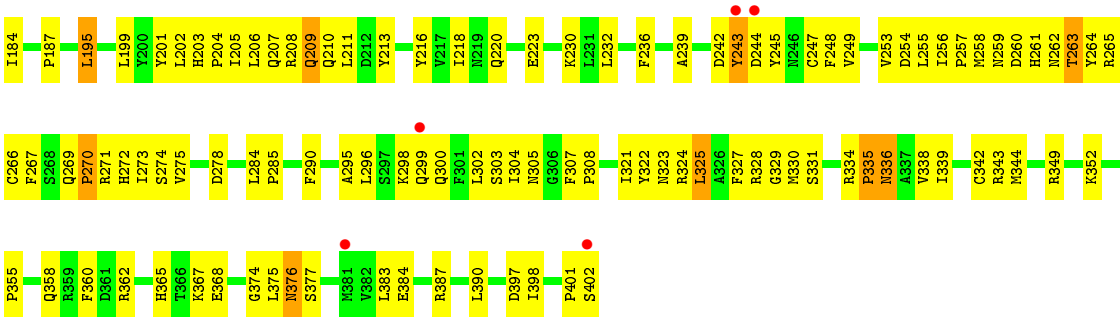 I184 P187 L195 L199 Y200 Y201 L202 H203 P204 I205 L206 Q207 R208 Q209 Q210 L211 D212 Y213 Y216 V217 I218 N219 Q220 E223 K230 L231 L232 F236 A239 D242 Y243 D244 Y245 N246 C247 F248 V249 V253 D254 L255 I256 P257 M258 N259 D260 H261 N262 T263 Y264 R265
C266 F267 S268 Q269 P270 R271 H272 I273 S274 V275 D278 L284 P285 F290 A295 L296 S297 K298 Q299 Q300 F301 L302 S303 I304 N305 G306 F307 P308 I321 Y322 N323 R324 L325 A326 F327 R328 G329 M330 S331 R334 P335 N336 A337 V338 I339 C342 R343 M344 R349 K352
P355 Q358 R359 F360 D361 R362 H365 T366 K367 E368 G374 L375 N376 S377 M381 V382 L383 E384 R387 L390 D397 I398 P401 S402